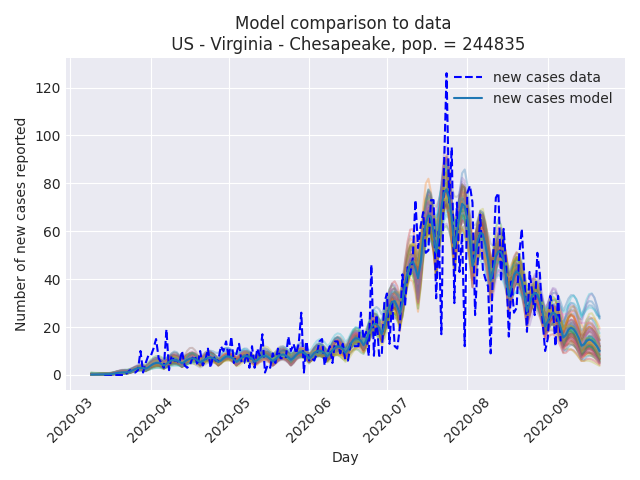 Model comparison to data
US - Virginia - Chesapeake, pop. = 244835
new cases data
new cases model
Number of new cases reported
120
100
80
60
40
20
0
2020-03
2020-04
2020-05
2020-06
2020-07
2020-08
2020-09
Day